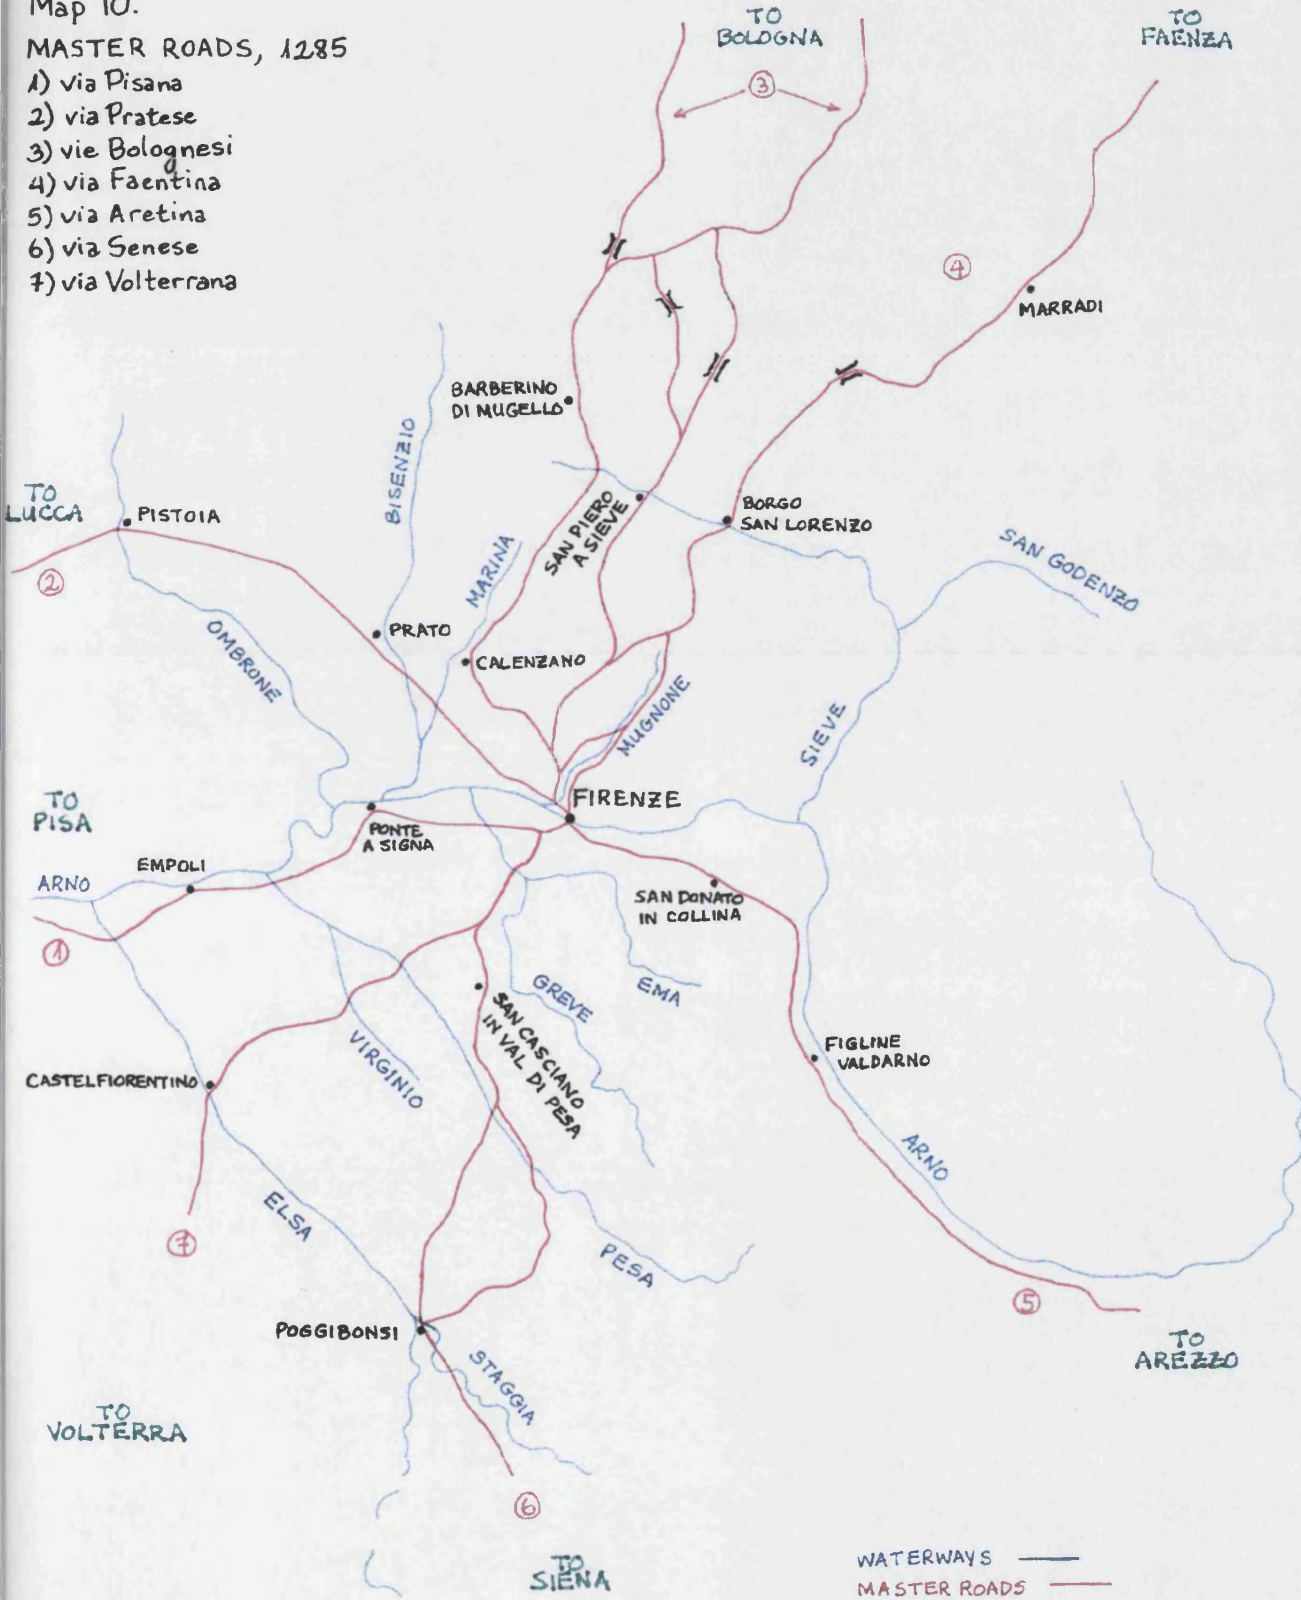 Map 10.
MASTER ROADS, 1285
1) via Pisana
2) via Pratese
3) vie Bolognesi
4) via Faentina
5) via Aretina
6) via Senese
7) via Volterrana
TO
BOLOGNA
TO
FAENZA
3
4
MARRADI
BARBERINO
DI MUGELLO
BISENZIO
TO
LUCCA
PISTOIA
2
SAN PIERO
A SIEVE
BORGO
SAN LORENZO
SAN GODENZO
MARINA
OMBRONE
PRATO
CALENZANO
MUGNONE
SIEVE
TO
PISA
FIRENZE
PONTE
A SIGNA
EMPOLI
ARNO
1
SAN DONATO
IN COLLINA
GREVE
EMA
SAN CASCIANO
IN VAL DI PESA
VIRGINIO
FIGLINE
VALDARNO
CASTELFIORENTINO
ARNO
ELSA
7
PESA
5
POGGIBONSI
STAGGIA
TO
AREZZO
TO
VOLTERRA
6
TO
SIENA
WATERWAYS
MASTER ROADS